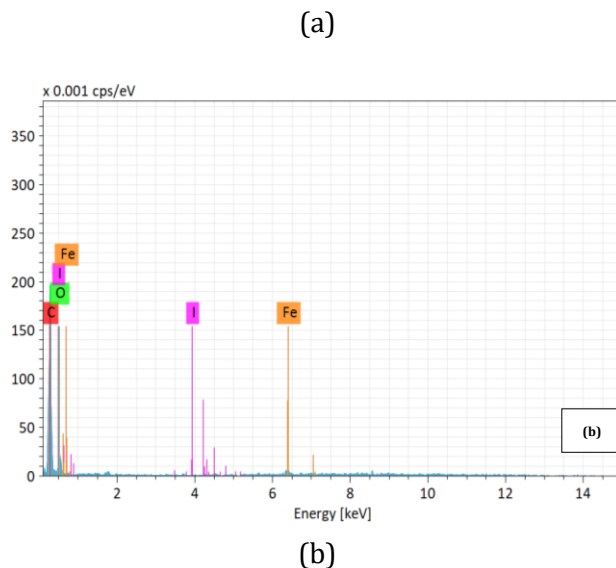 (a)
x 0.001 cps/eV
350
300
250
Fe
I
200
O
C
I
Fe
150
100
50
(b)
0
2 4 6 8 10 12 14
Energy [keV]
(b)